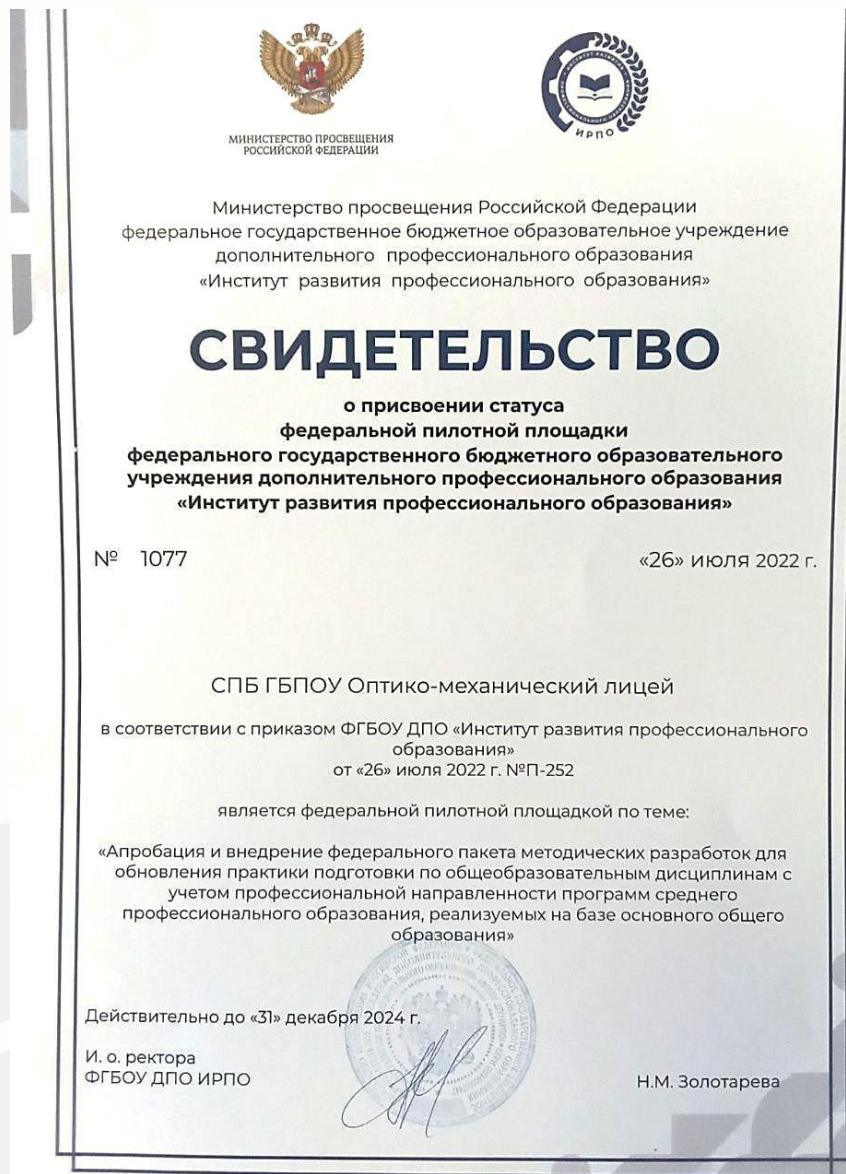 МИНИСТЕРСТВО ПРОСВЕЩЕНИЯ
РОССИЙСКОЙ ФЕДЕРАЦИИ
ИРПО
Министерство просвещения Российской Федерации
федеральное государственное бюджетное образовательное учреждение
дополнительного профессионального образования
«Институт развития профессионального образования»
СВИДЕТЕЛЬСТВО
о присвоении статуса
федеральной пилотной площадки
федерального государственного бюджетного образовательного
учреждения дополнительного профессионального образования
«Институт развития профессионального образования»
№ 1077 «26» июля 2022 г.
СПБ ГБПОУ Оптико-механический лицей
в соответствии с приказом ФГБОУ ДПО «Институт развития профессионального
образования»
от «26» июля 2022 г. №П-252
является федеральной пилотной площадкой по теме:
«Апробация и внедрение федерального пакета методических разработок для
обновления практики подготовки по общеобразовательным дисциплинам с
учетом профессиональной направленности программ среднего
профессионального образования, реализуемых на базе основного общего
образования»
Действительно до «31» декабря 2024 г.
И. о. ректора
ФГБОУ ДПО ИРПО Н.М. Золотарева